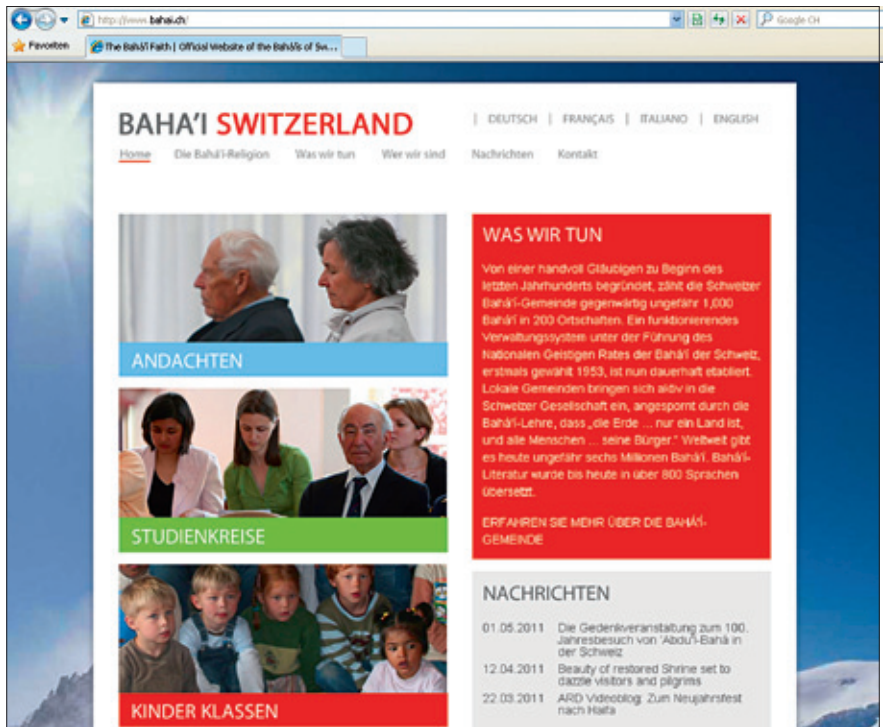 http://www.bahai.ch/
Google CH
Favoriten
The Bahá'í Faith | Official Website of the Bahá'ís of Sw...
BAHA'I SWITZERLAND
| DEUTSCH | FRANÇAIS | ITALIANO | ENGLISH
Home Die Bahá'í-Religion Was wir tun Wer wir sind Nachrichten Kontakt
ANDACHTEN
STUDIENKREISE
KINDER KLASSEN
WAS WIR TUN
Von einer handvoll Gläubigen zu Beginn des
letzten Jahrhunderts begründet, zählt die Schweizer
Bahá'í-Gemeinde gegenwärtig ungefähr 1,000
Bahá'í in 200 Ortschaften. Ein funktionierendes
Verwaltungssystem unter der Führung des
Nationalen Geistigen Rates der Bahá'í der Schweiz,
erstmals gewählt 1953, ist nun dauerhaft etabliert.
Lokale Gemeinden bringen sich aktiv in die
Schweizer Gesellschaft ein, angespornt durch die
Bahá'í-Lehre, dass „die Erde ... nur ein Land ist,
und alle Menschen ... seine Bürger.“ Weltweit gibt
es heute ungefähr sechs Millionen Bahá'í. Bahá'í-
Literatur wurde bis heute in über 800 Sprachen
übersetzt.
ERFAHREN SIE MEHR ÜBER DIE BAHÁ'Í-
GEMEINDE
NACHRICHTEN
01.05.2011 Die Gedenkveranstaltung zum 100.
Jahresbesuch von 'Abdu'l-Bahá in
der Schweiz
12.04.2011 Beauty of restored Shrine set to
dazzle visitors and pilgrims
22.03.2011 ARD Videoblog: Zum Neujahrsfest
nach Haifa